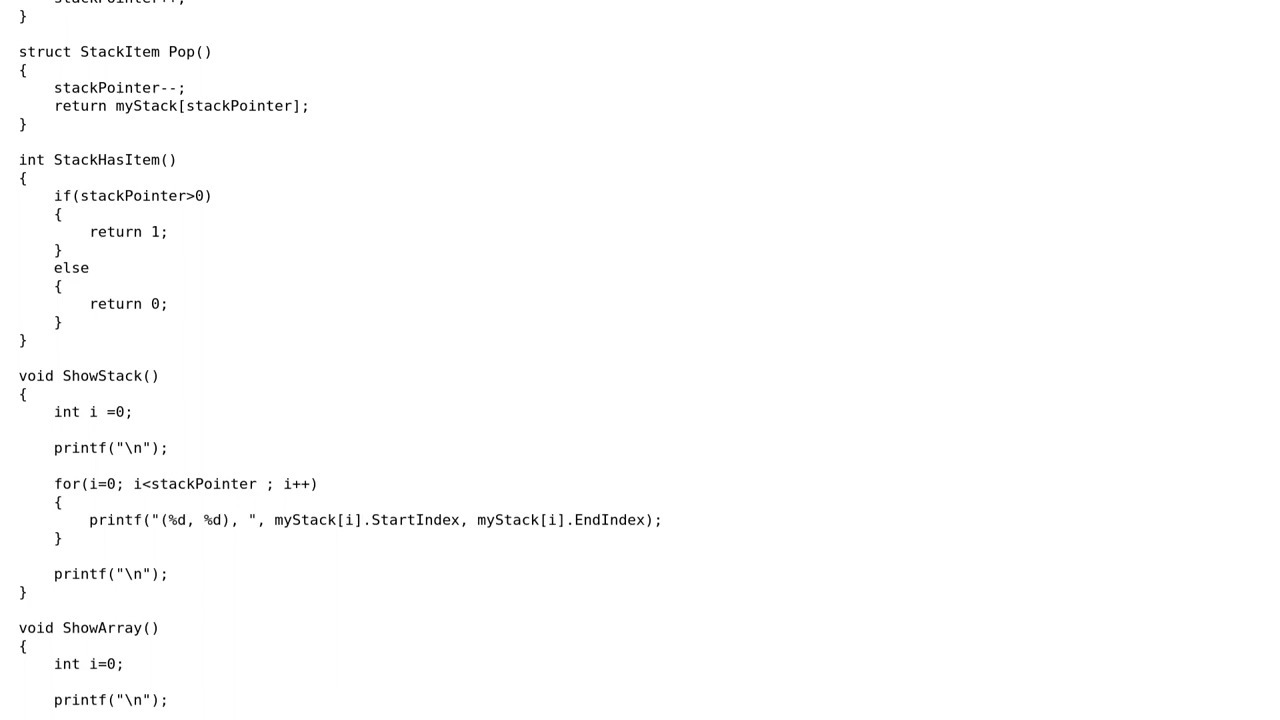 }
struct StackItem Pop()
{
    stackPointer--;
    return myStack[stackPointer];
}
int StackHasItem()
{
    if(stackPointer>0)
    {
        return 1;
    }
    else
    {
        return 0;
    }
}
void ShowStack()
{
    int i =0;
    printf("\n");
    for(i=0; i<stackPointer ; i++)
    {
        printf("(%d, %d), ", myStack[i].StartIndex, myStack[i].EndIndex);
    }
    printf("\n");
}
void ShowArray()
{
    int i=0;
    printf("\n");